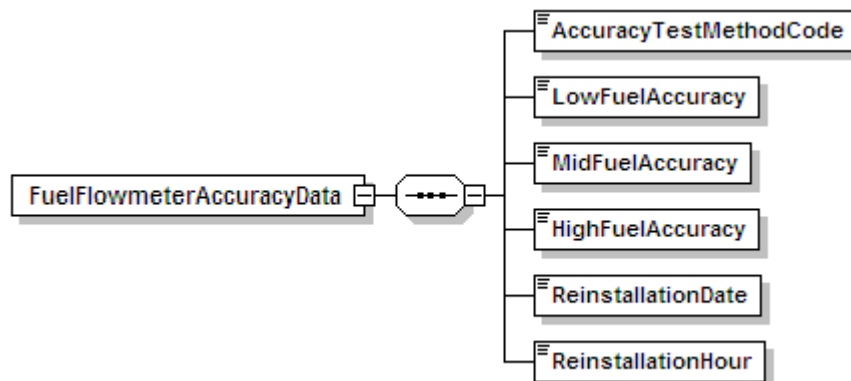 FuelFlowmeterAccuracyData
AccuracyTestMethodCode
LowFuelAccuracy
MidFuelAccuracy
HighFuelAccuracy
ReinstallationDate
ReinstallationHour